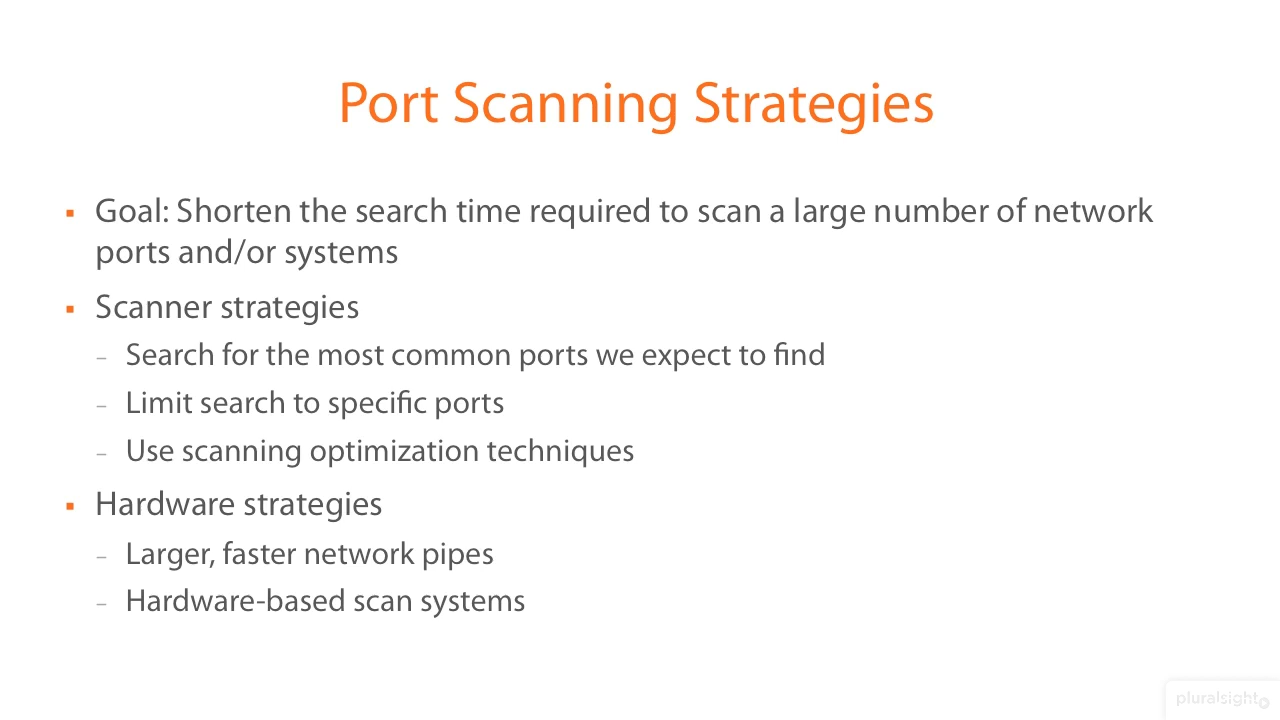 Port Scanning Strategies
▪ Goal: Shorten the search time required to scan a large number of network
ports and/or systems
▪ Scanner strategies
– Search for the most common ports we expect to find
– Limit search to specific ports
– Use scanning optimization techniques
▪ Hardware strategies
– Larger, faster network pipes
– Hardware-based scan systems
pluralsight